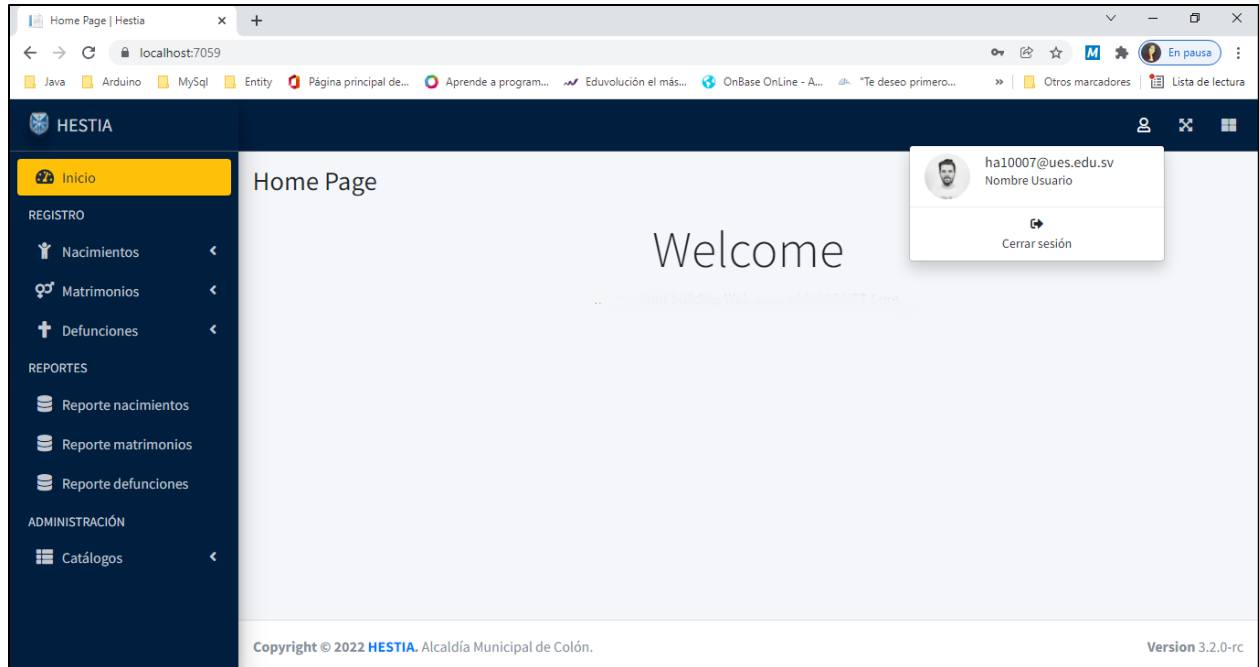 Home Page | Hestia
localhost:7059
En pausa
Java Arduino MySql Entity Página principal de... Aprende a program... Eduvolución el más... OnBase OnLine - A... "Te deseo primero... » Otros marcadores Lista de lectura
HESTIA
ha10007@ues.edu.sv
Nombre Usuario
Cerrar sesión
Inicio
REGISTRO
Nacimientos
Matrimonios
Defunciones
REPORTES
Reporte nacimientos
Reporte matrimonios
Reporte defunciones
ADMINISTRACIÓN
Catálogos
Home Page
Welcome
Copyright © 2022 HESTIA. Alcaldía Municipal de Colón.
Version 3.2.0-rc